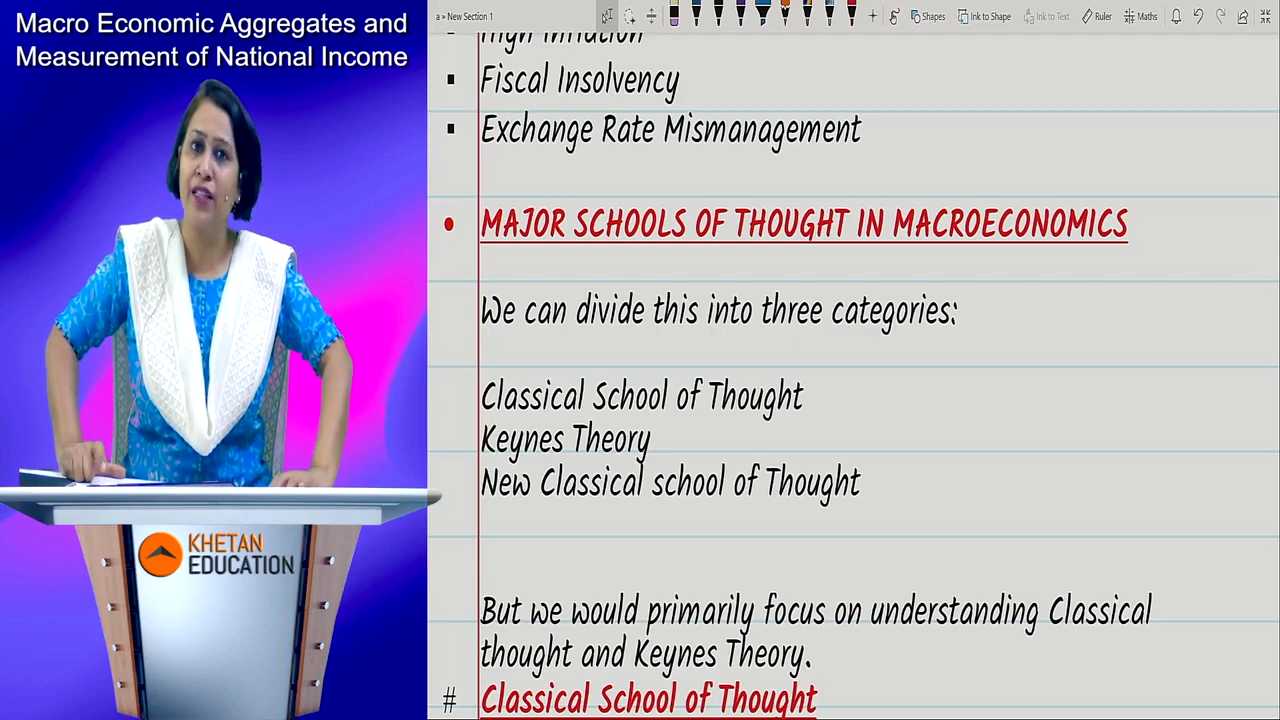 Macro Economic Aggregates and
Measurement of National Income
KHETAN
EDUCATION
a » New Section 1
Shapes
Ink to Shape
Ink to Text
Ruler
Maths
High Inflation
▪ Fiscal Insolvency
▪ Exchange Rate Mismanagement
• MAJOR SCHOOLS OF THOUGHT IN MACROECONOMICS
We can divide this into three categories:
Classical School of Thought
Keynes Theory
New Classical school of Thought
But we would primarily focus on understanding Classical
thought and Keynes Theory.
# Classical School of Thought